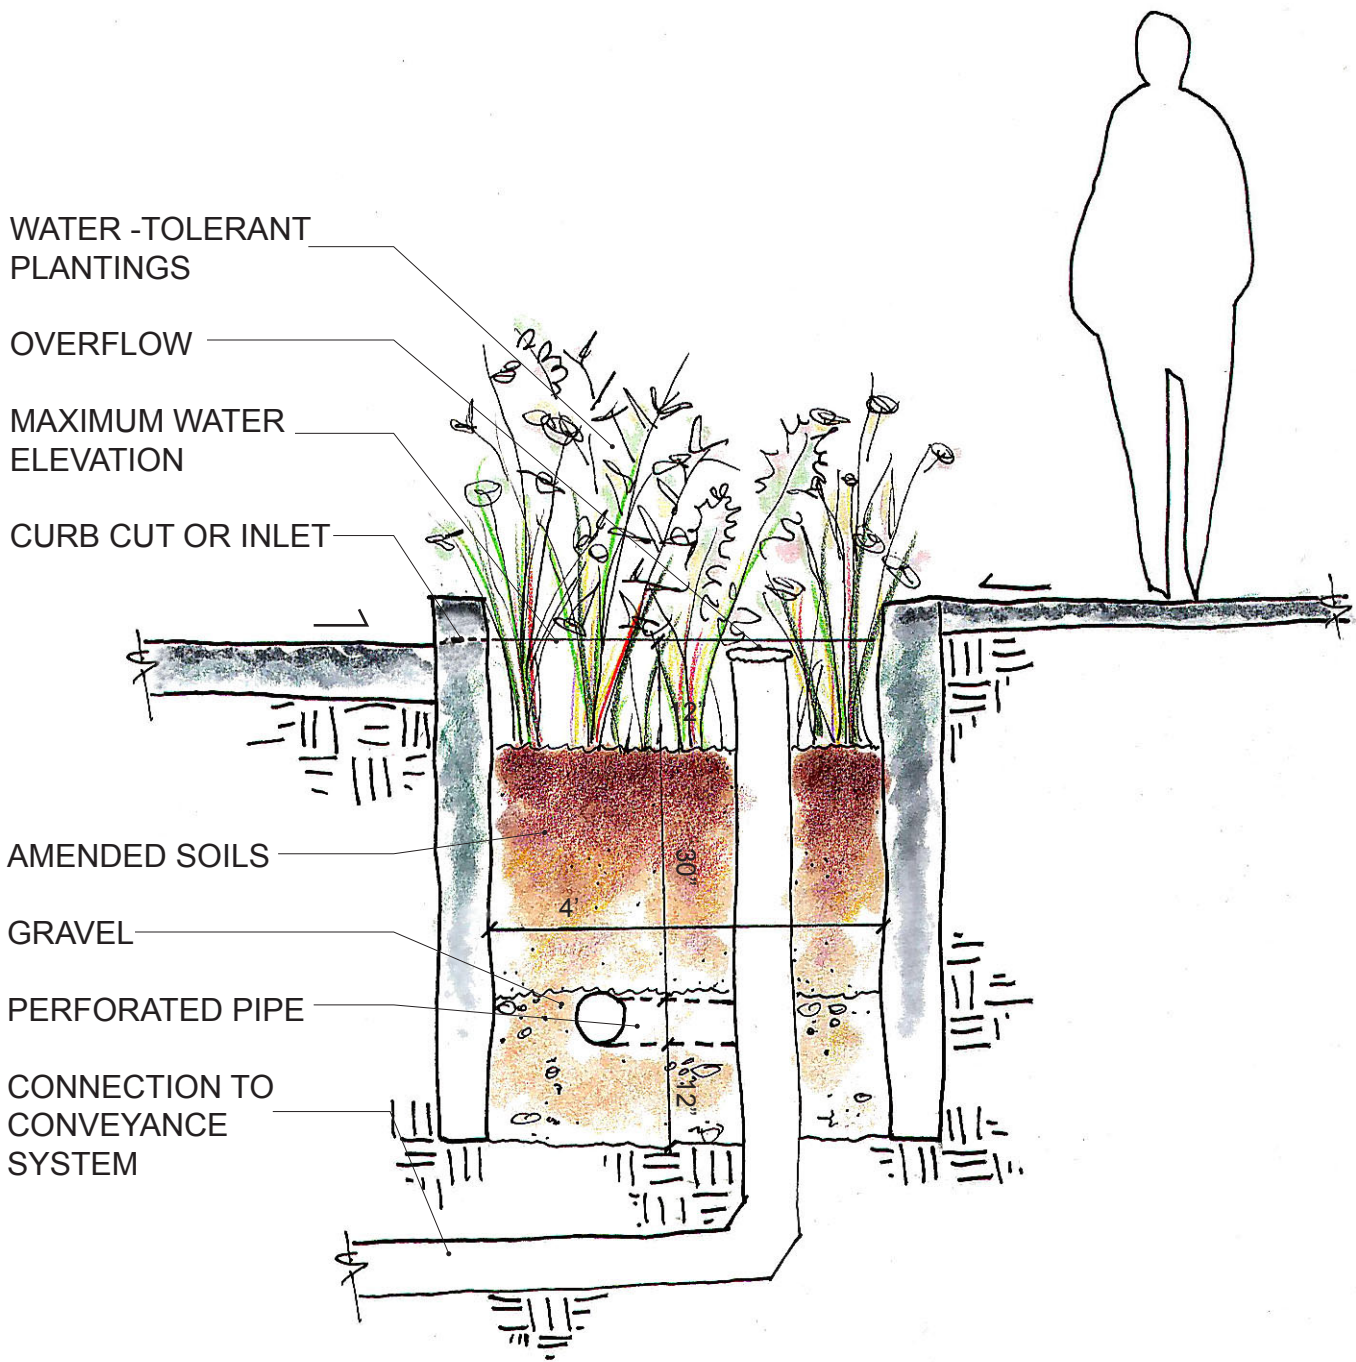 WATER -TOLERANT
PLANTINGS
OVERFLOW
MAXIMUM WATER
ELEVATION
CURB CUT OR INLET
12"
AMENDED SOILS
30"
4'
GRAVEL
PERFORATED PIPE
CONNECTION TO
CONVEYANCE
SYSTEM
12"